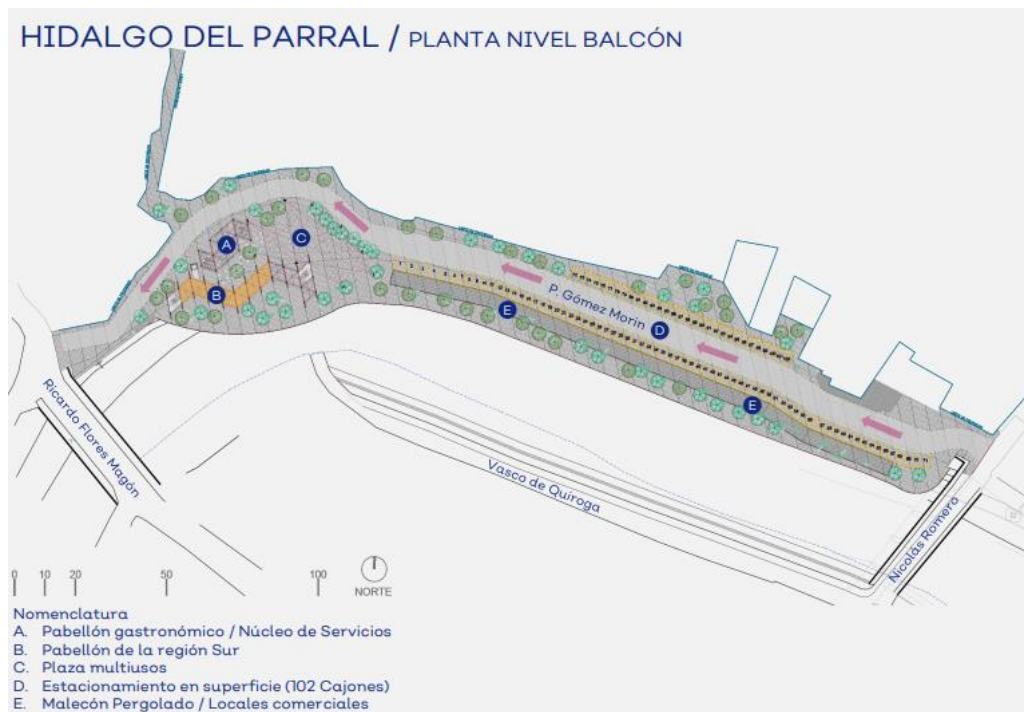 HIDALGO DEL PARRAL / PLANTA NIVEL BALCÓN
A
C
B
E
P. Gómez Morin
D
E
Ricardo Flores Magón
Vasco de Quiroga
Nicolás Romero
0 10 20 50 100
NORTE
Nomenclatura
A. Pabellón gastronómico / Núcleo de Servicios
B. Pabellón de la región Sur
C. Plaza multiusos
D. Estacionamiento en superficie (102 Cajones)
E. Malecón Pergolado / Locales comerciales